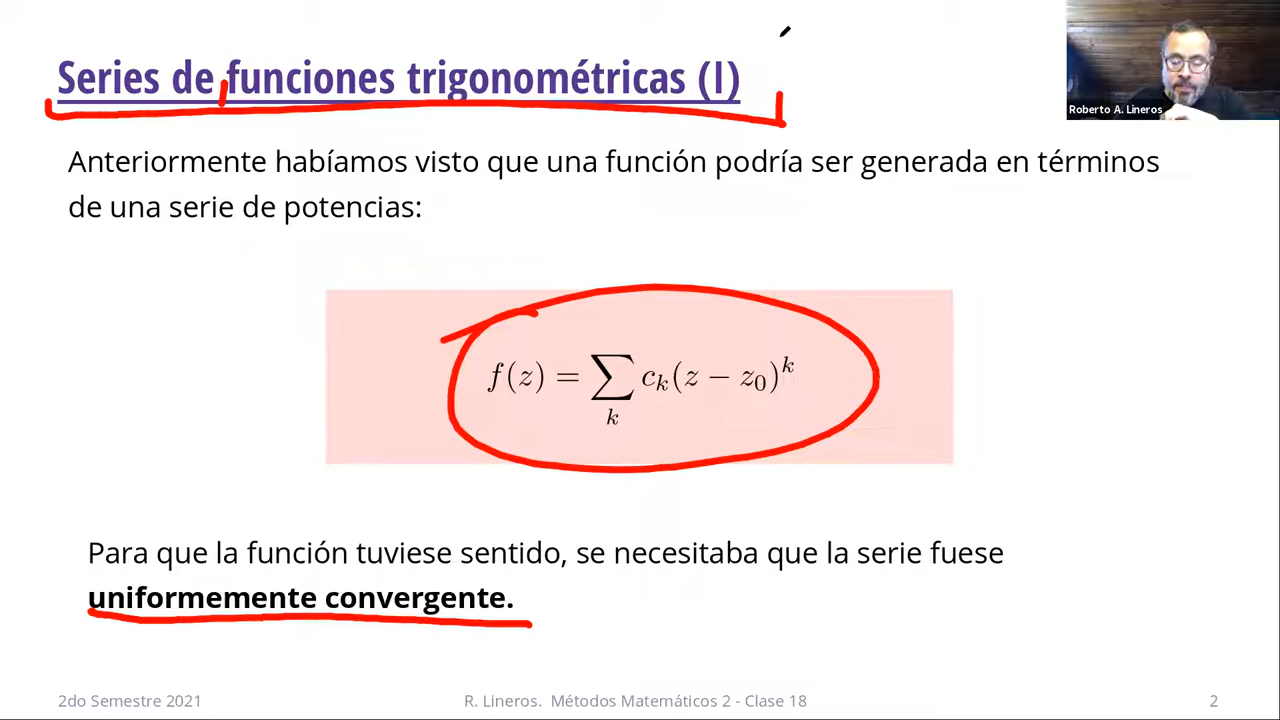 Series de funciones trigonométricas (I)
Roberto A. Lineros
Anteriormente habíamos visto que una función podría ser generada en términos
de una serie de potencias:
f(z) = ∑_k c_k(z − z_0)^k
Para que la función tuviese sentido, se necesitaba que la serie fuese
uniformemente convergente.
2do Semestre 2021
R. Lineros. Métodos Matemáticos 2 - Clase 18
2